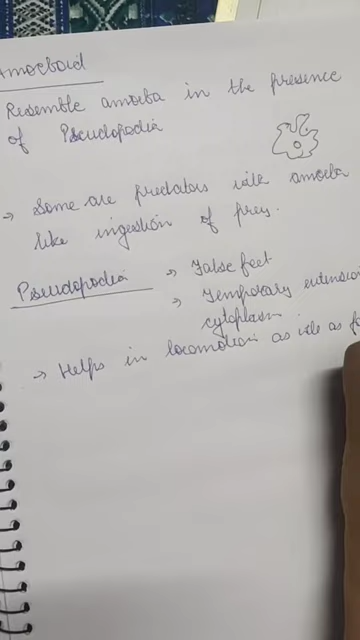 Amoeboid
Resemble amoeba in the presence
of Pseudopodia
→ Some are predators with amoeba
like ingestion of prey.
Pseudopodia → False feet
→ Temporary extension
cytoplasm
→ Helps in locomotion as well as